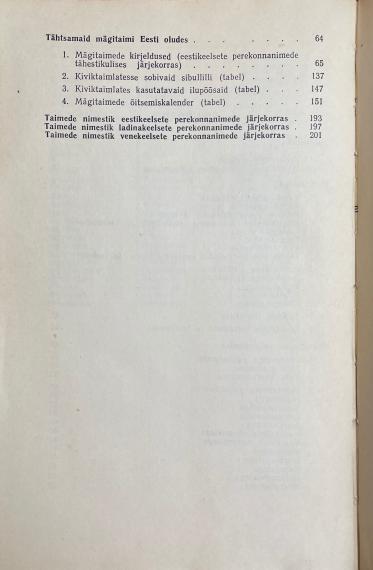 Tähtsamaid mägitaimi Eesti oludes . . . . . . . . 64
1. Mägitaimede kirjeldused (eestikeelsete perekonnanimede
tähestikulises järjekorras) . . . . . . . . 65
2. Kiviktaimlatesse sobivaid sibullilli (tabel) . . . . 137
3. Kiviktaimlates kasutatavaid ilupõõsaid (tabel) . . . 147
4. Mägitaimede õitsemiskalender (tabel) . . . . . 151
Taimede nimestik eestikeelsete perekonnanimede järjekorras . 193
Taimede nimestik ladinakeelsete perekonnanimede järjekorras . 197
Taimede nimestik venekeelsete perekonnanimede järjekorras . 201